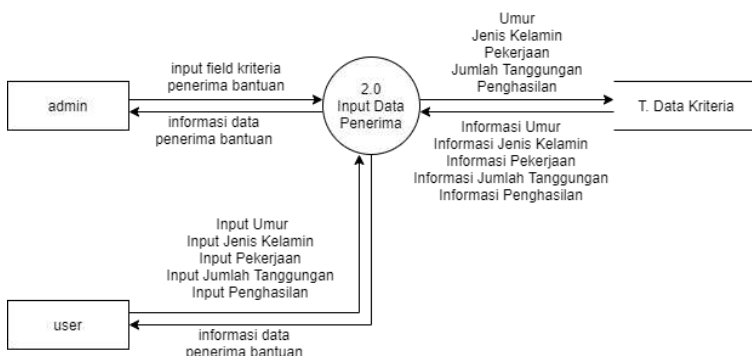 input field kriteria
penerima bantuan
admin
informasi data
penerima bantuan
2.0
Input Data
Penerima
Umur
Jenis Kelamin
Pekerjaan
Jumlah Tanggungan
Penghasilan
T. Data Kriteria
Informasi Umur
Informasi Jenis Kelamin
Informasi Pekerjaan
Informasi Jumlah Tanggungan
Informasi Penghasilan
Input Umur
Input Jenis Kelamin
Input Pekerjaan
Input Jumlah Tanggungan
Input Penghasilan
user
informasi data
penerima bantuan